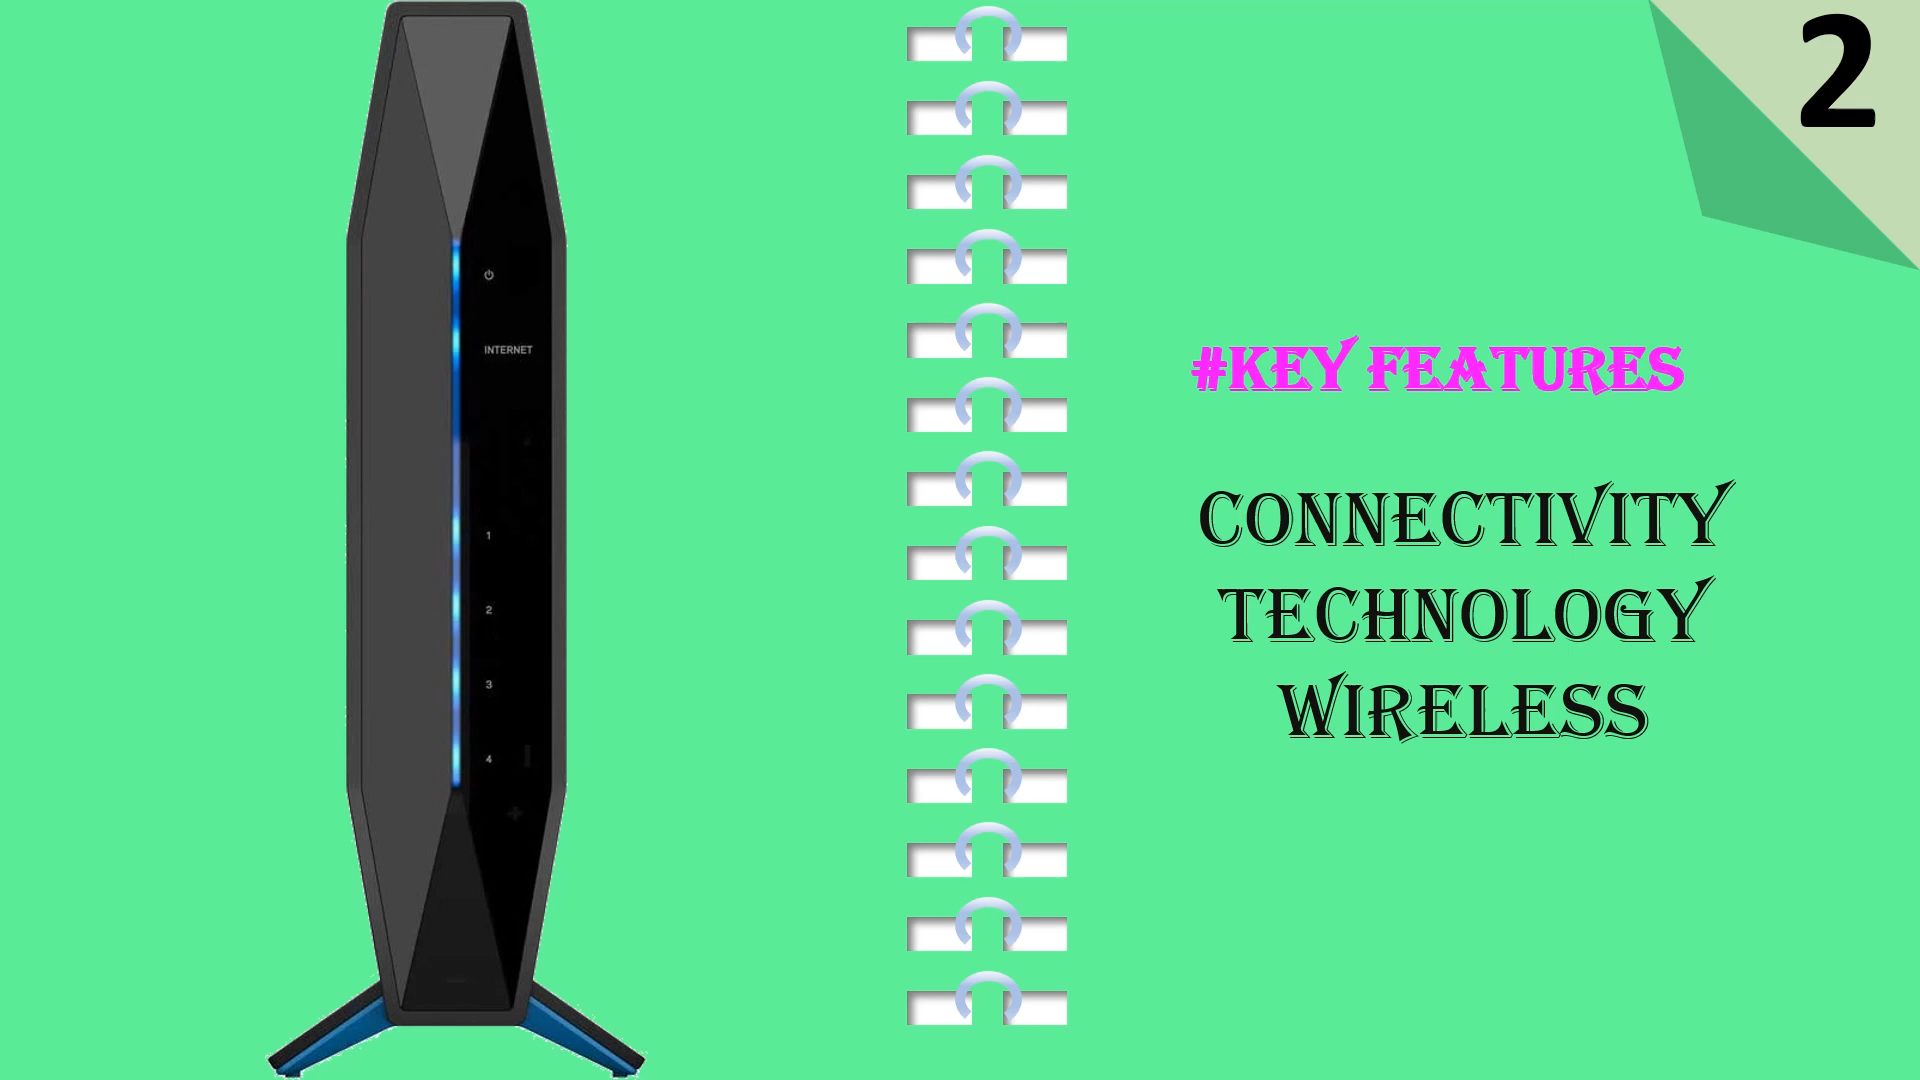 2
INTERNET
1
2
3
4
#KEY FEATURES
CONNECTIVITY
TECHNOLOGY
WIRELESS